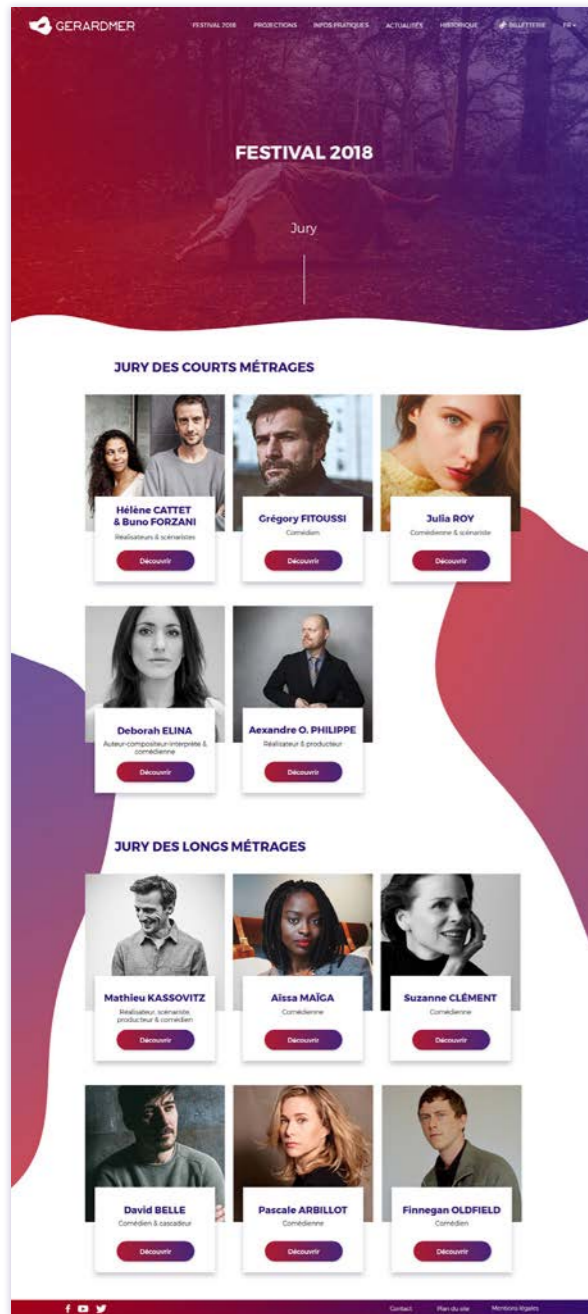 GERARDMER
FESTIVAL 2018 PROJECTIONS INFOS PRATIQUES ACTUALITÉS HISTORIQUE BILLETTERIE FR
FESTIVAL 2018
Jury
JURY DES COURTS MÉTRAGES
Hélène CATTET
& Buno FORZANI
Réalisateurs & scénaristes
Découvrir
Grégory FITOUSSI
Comédien
Découvrir
Julia ROY
Comédienne & scénariste
Découvrir
Deborah ELINA
Auteur-compositeur-interprète &
comédienne
Découvrir
Aexandre O. PHILIPPE
Réalisateur & producteur
Découvrir
JURY DES LONGS MÉTRAGES
Mathieu KASSOVITZ
Réalisateur, scénariste,
producteur & comédien
Découvrir
Aïssa MAÏGA
Comédienne
Découvrir
Suzanne CLÉMENT
Comédienne
Découvrir
David BELLE
Comédien & cascadeur
Découvrir
Pascale ARBILLOT
Comédienne
Découvrir
Finnegan OLDFIELD
Comédien
Découvrir
Contact Plan du site Mentions légales